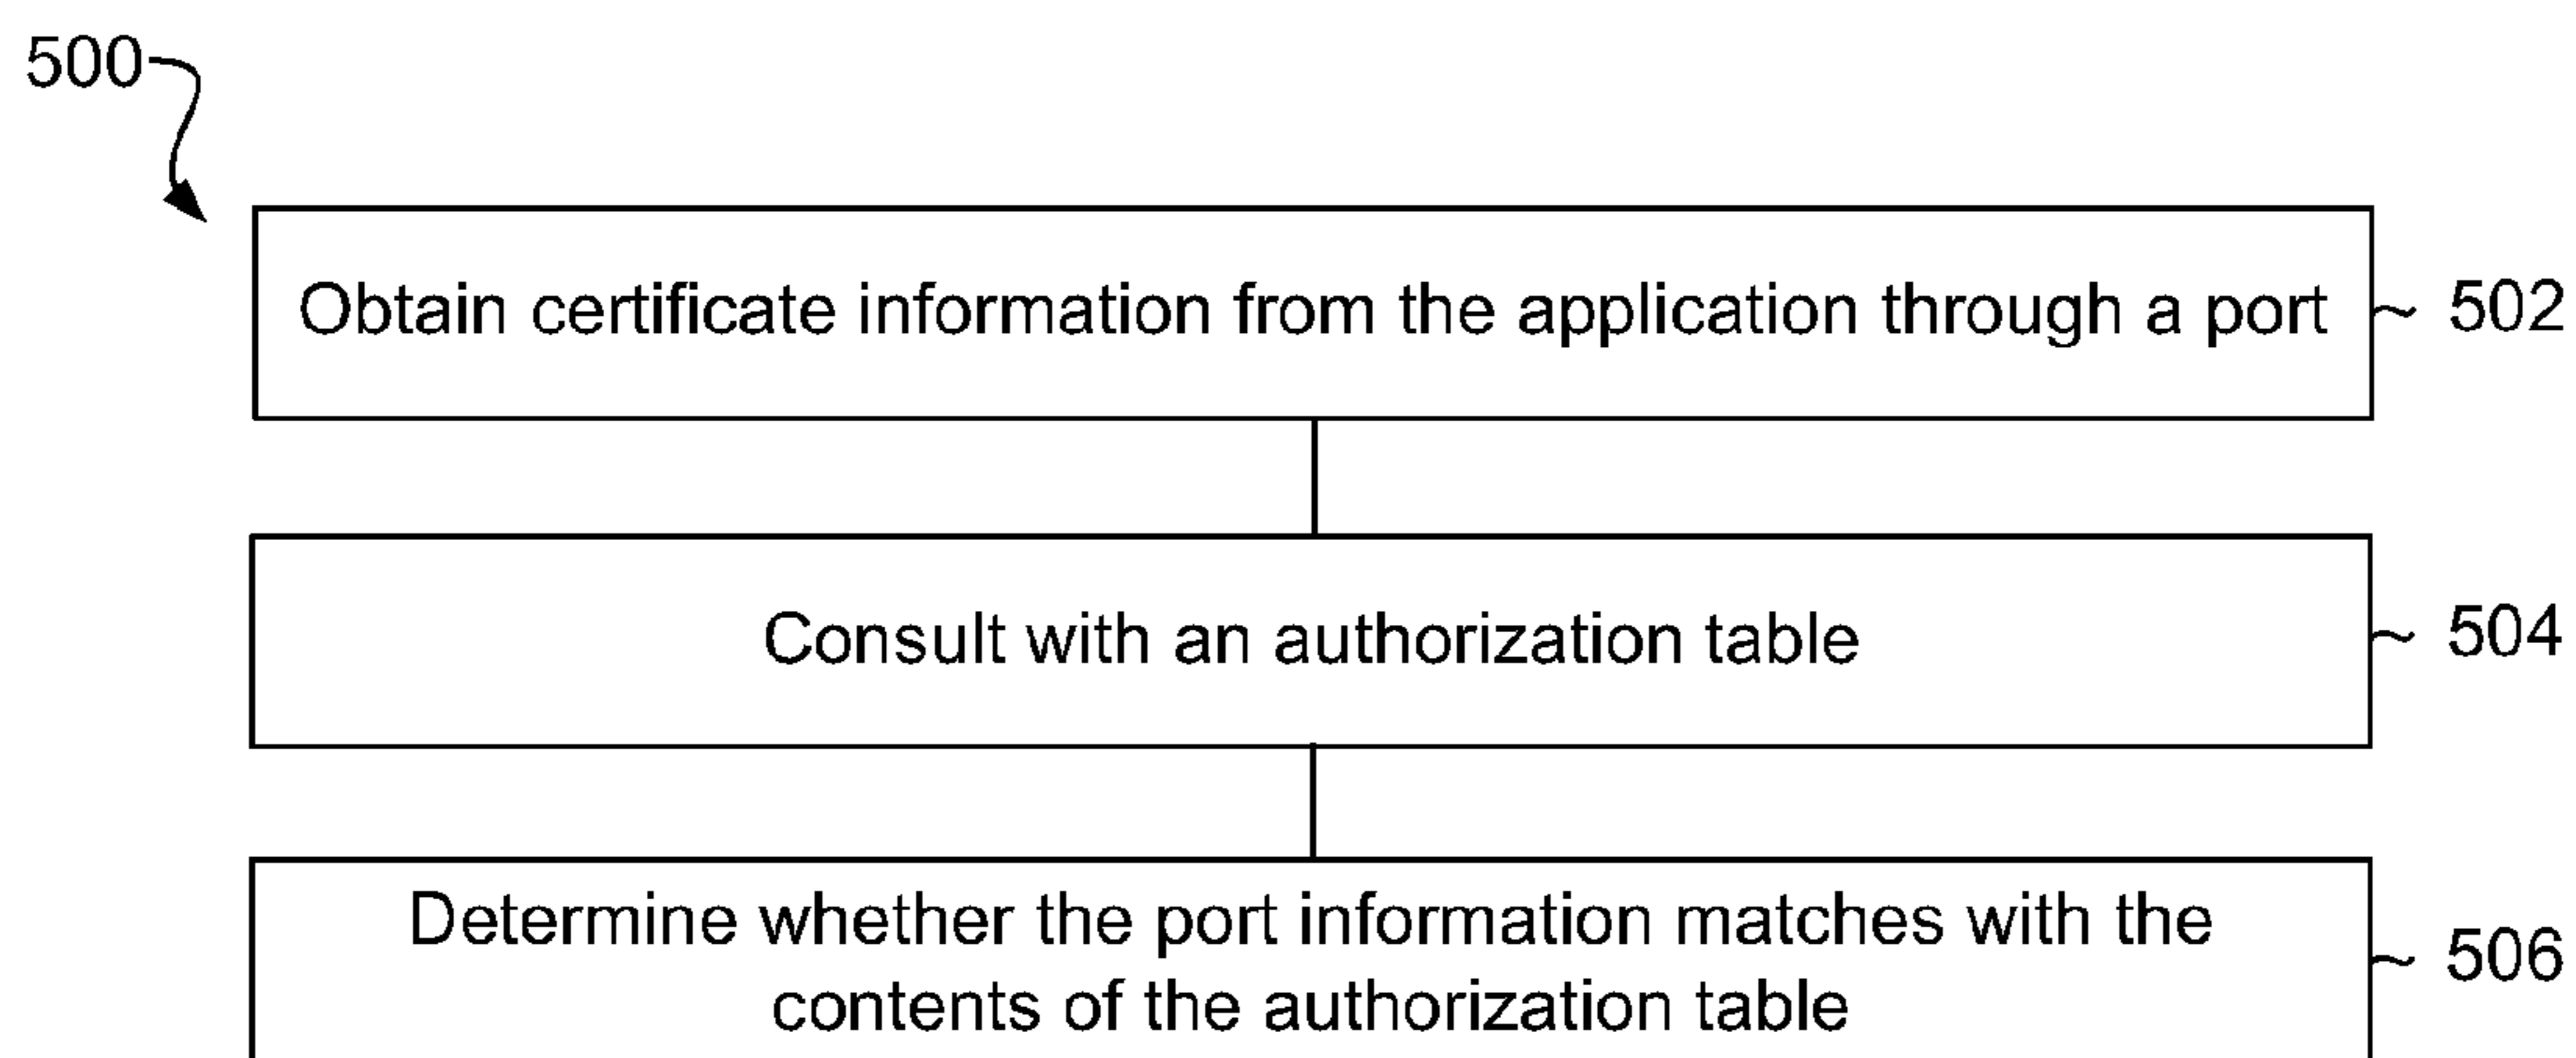 500
Obtain certificate information from the application through a port
502
Consult with an authorization table
504
Determine whether the port information matches with the
contents of the authorization table
506